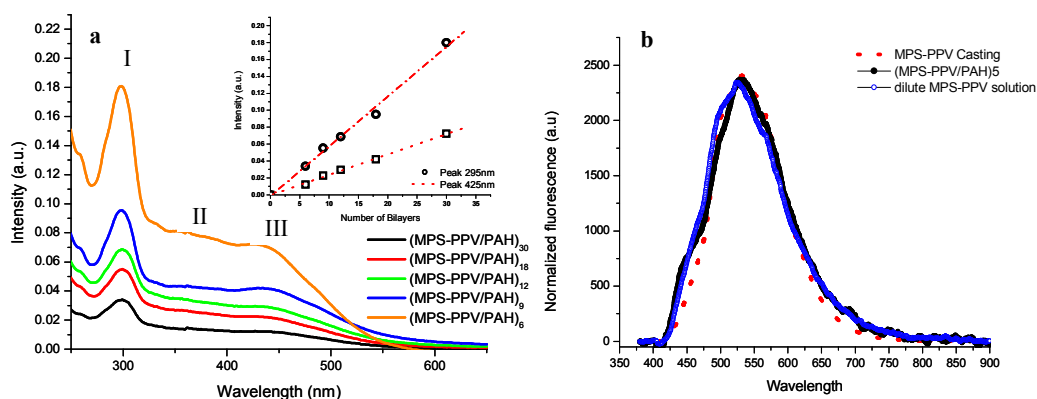 a
I
II
III
Intensity (a.u.)
0.00
0.02
0.04
0.06
0.08
0.10
0.12
0.14
0.16
0.18
0.20
300
400
500
600
Wavelength (nm)
(MPS-PPV/PAH)30
(MPS-PPV/PAH)18
(MPS-PPV/PAH)12
(MPS-PPV/PAH)9
(MPS-PPV/PAH)6
Intensity (a.u.)
0.20
0.18
0.16
0.14
0.12
0.10
0.08
0.06
0.04
0.02
0.00
0
5
10
15
20
25
30
35
Number of Bilayers
Peak 295nm
Peak 425nm
b
MPS-PPV Casting
(MPS-PPV/PAH)5
dilute MPS-PPV solution
Normalized fluorescence (a.u)
2500
2000
1500
1000
500
0
350
400
450
500
550
600
650
700
750
800
850
900
Wavelength